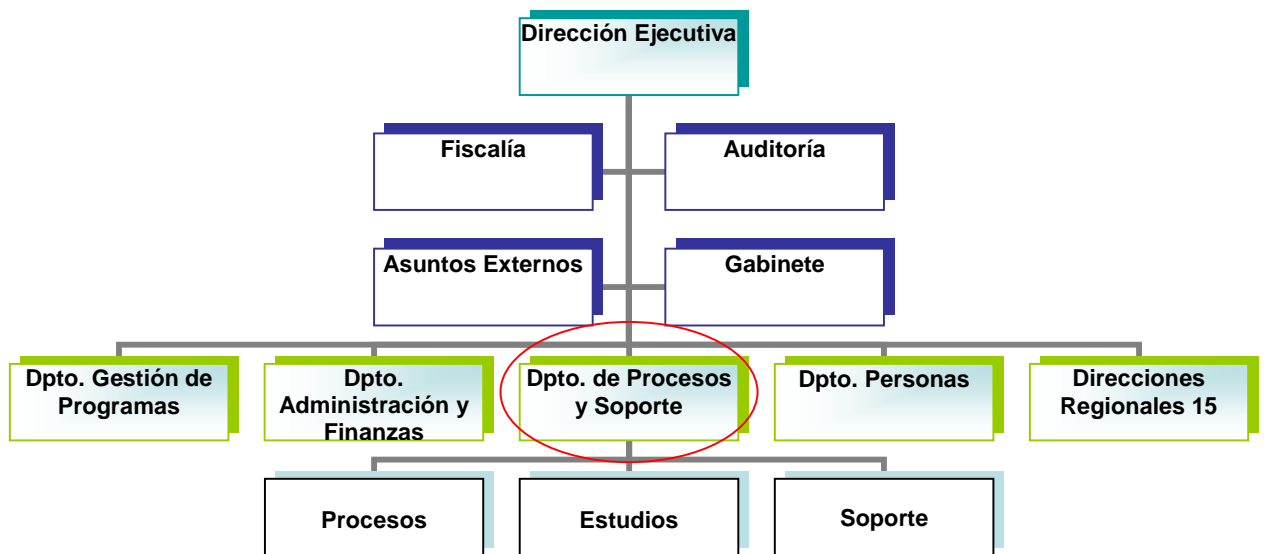 Dirección Ejecutiva
Fiscalía
Auditoría
Asuntos Externos
Gabinete
Dpto. Gestión de
Programas
Dpto.
Administración y
Finanzas
Dpto. de Procesos
y Soporte
Dpto. Personas
Direcciones
Regionales 15
Procesos
Estudios
Soporte